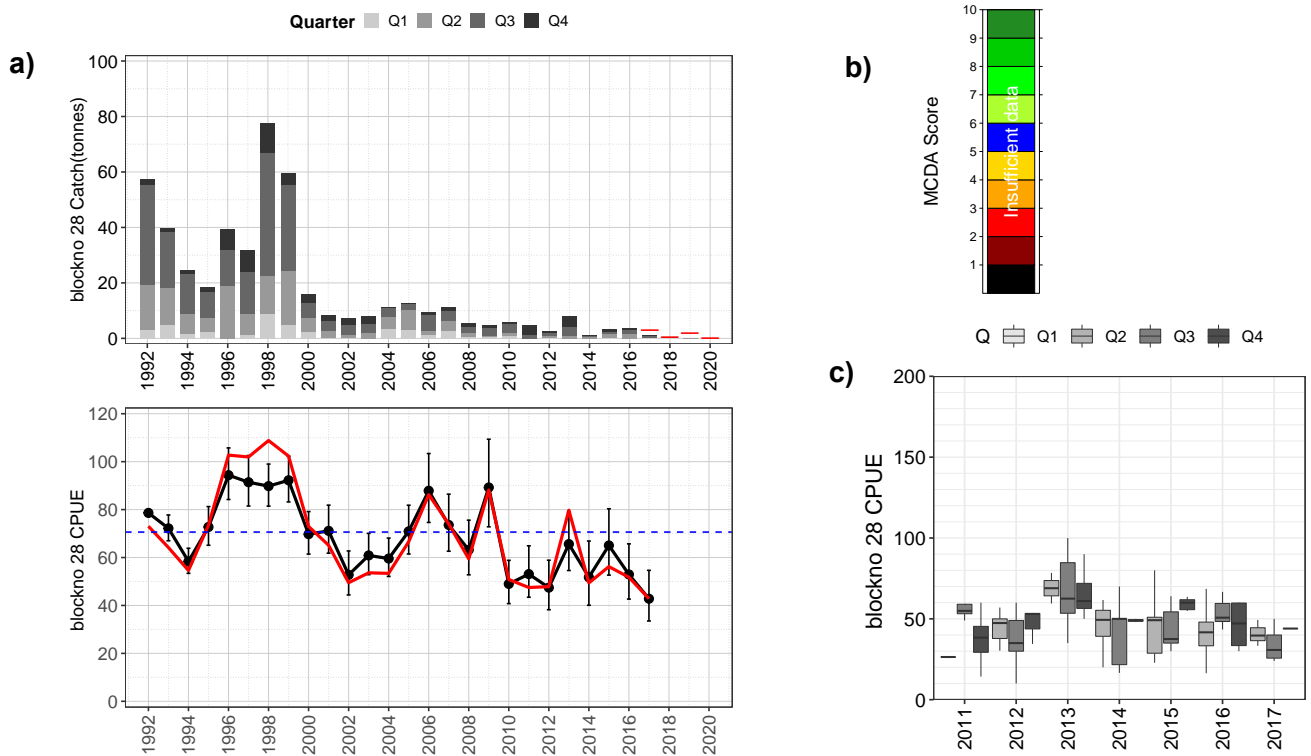 Quarter Q1 Q2 Q3 Q4
a)
blockno 28 Catch(tonnes)
100
80
60
40
20
0
1992 1994 1996 1998 2000 2002 2004 2006 2008 2010 2012 2014 2016 2018 2020
blockno 28 CPUE
120
100
80
60
40
20
0
1992 1994 1996 1998 2000 2002 2004 2006 2008 2010 2012 2014 2016 2018 2020
b)
MCDA Score
10
9
8
7
6
5
4
3
2
1
Insufficient data
Q Q1 Q2 Q3 Q4
c)
blockno 28 CPUE
200
150
100
50
0
2011 2012 2013 2014 2015 2016 2017